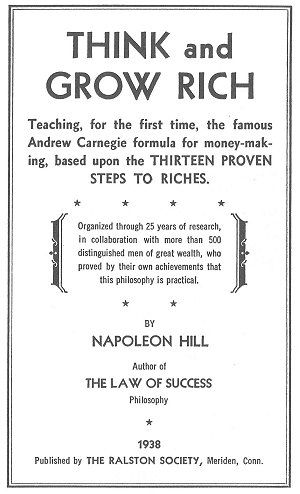 THINK and
GROW RICH
Teaching, for the first time, the famous
Andrew Carnegie formula for money-mak-
ing, based upon the THIRTEEN PROVEN
STEPS TO RICHES.
Organized through 25 years of research,
in collaboration with more than 500
distinguished men of great wealth, who
proved by their own achievements that
this philosophy is practical.
BY
NAPOLEON HILL
Author of
THE LAW OF SUCCESS
Philosophy
1938
Published by THE RALSTON SOCIETY, Meriden, Conn.